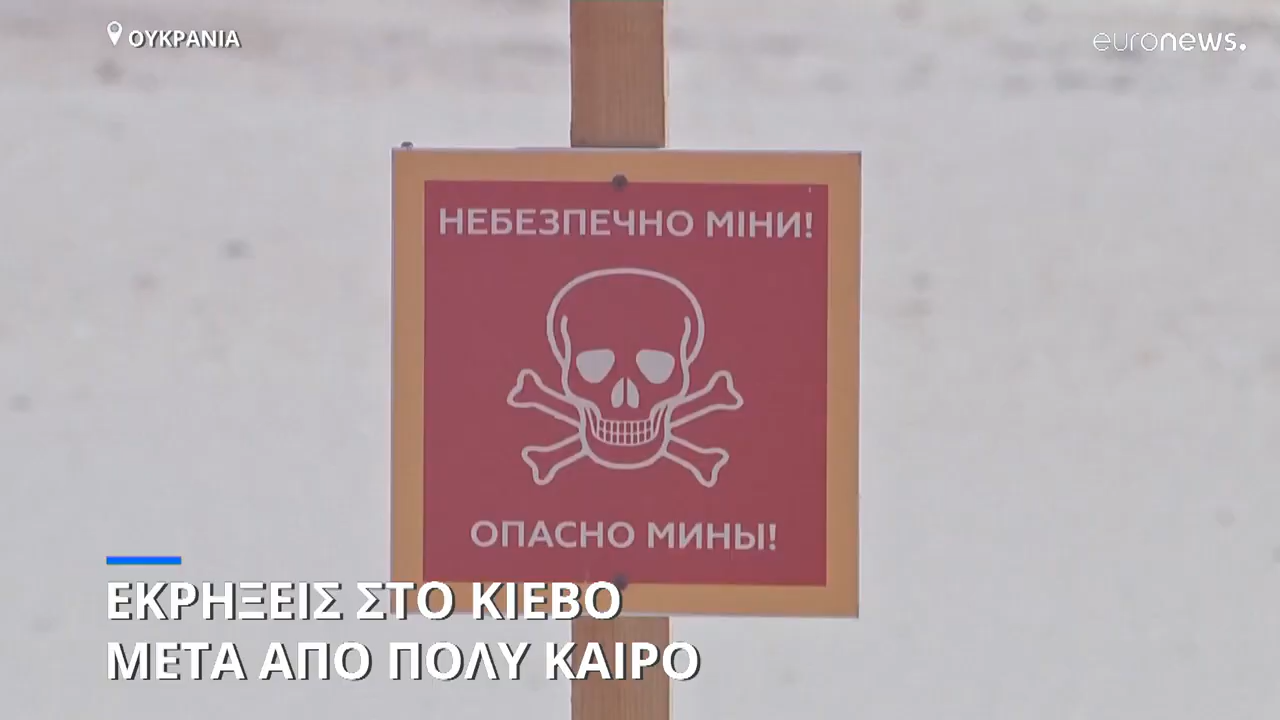 ΟΥΚΡΑΝΙΑ
euronews.
НЕБЕЗПЕЧНО МІНИ!
ОПАСНО МИНЫ!
ΕΚΡΗΞΕΙΣ ΣΤΟ ΚΙΕΒΟ
ΜΕΤΑ ΑΠΟ ΠΟΛΥ ΚΑΙΡΟ